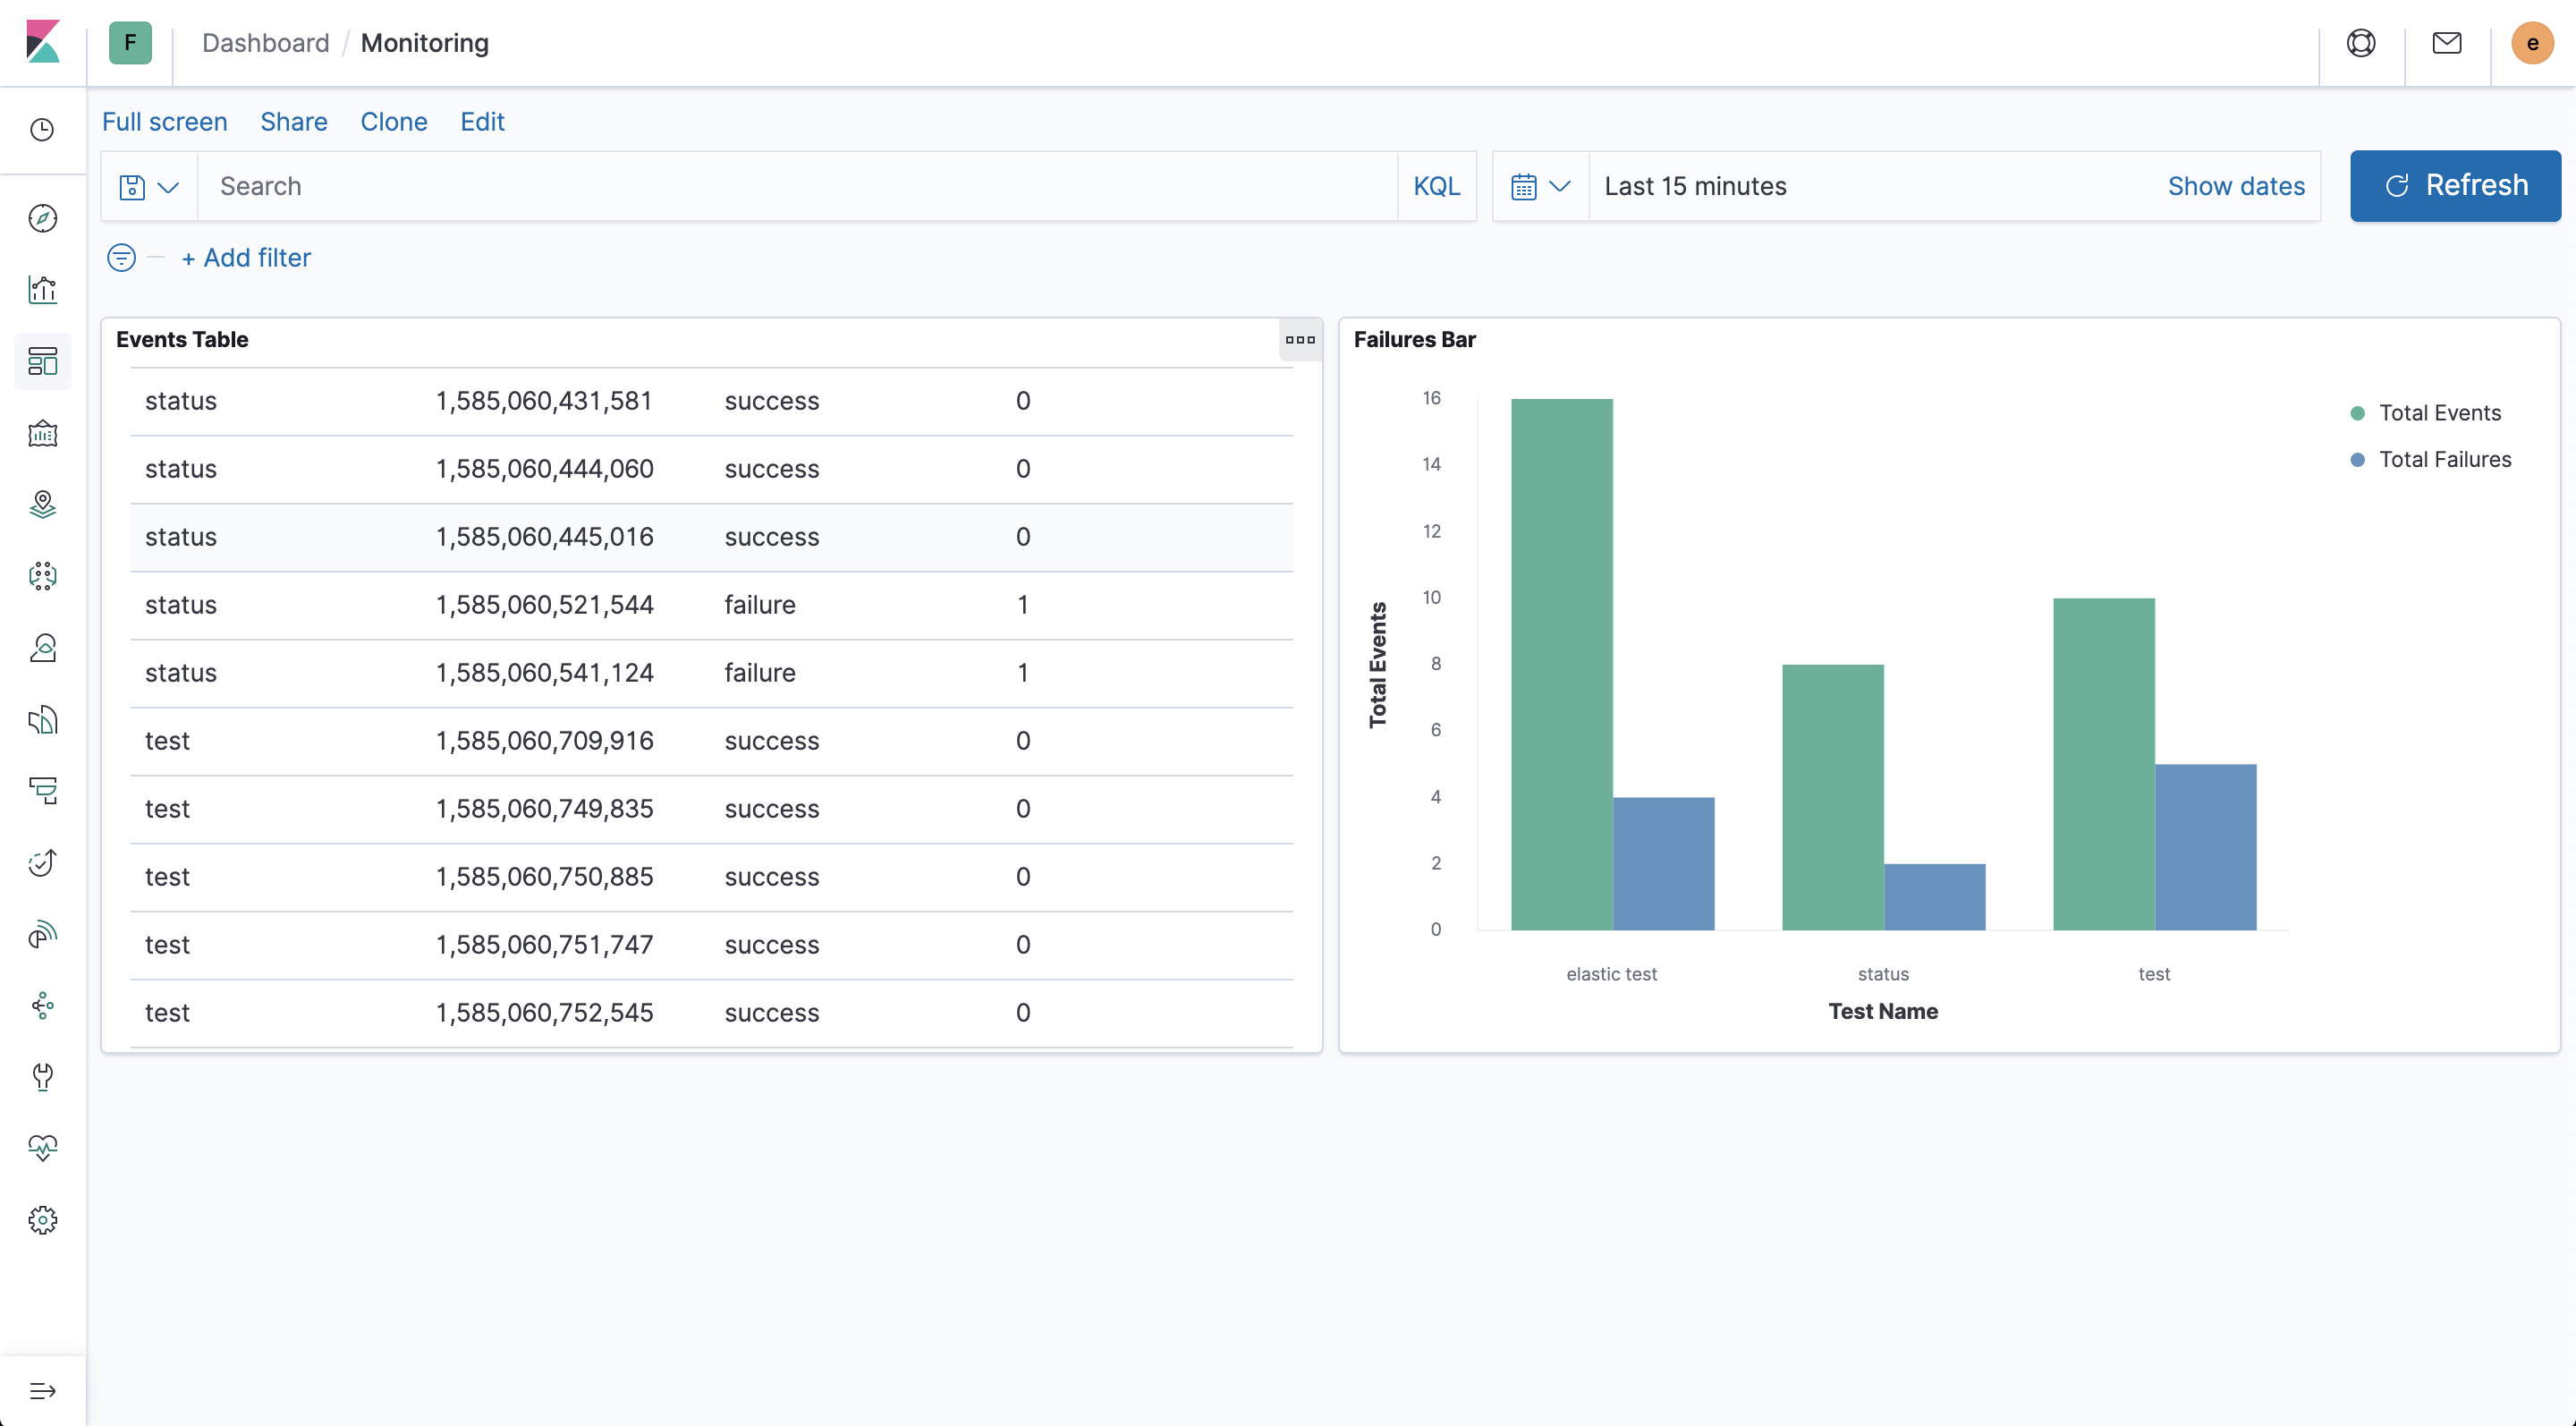 F
Dashboard / Monitoring
e
Full screen Share Clone Edit
Search KQL Last 15 minutes Show dates Refresh
+ Add filter
Events Table
status 1,585,060,431,581 success 0
status 1,585,060,444,060 success 0
status 1,585,060,445,016 success 0
status 1,585,060,521,544 failure 1
status 1,585,060,541,124 failure 1
test 1,585,060,709,916 success 0
test 1,585,060,749,835 success 0
test 1,585,060,750,885 success 0
test 1,585,060,751,747 success 0
test 1,585,060,752,545 success 0
Failures Bar
16
14
12
10
8
6
4
2
0
Total Events
elastic test status test
Test Name
Total Events
Total Failures